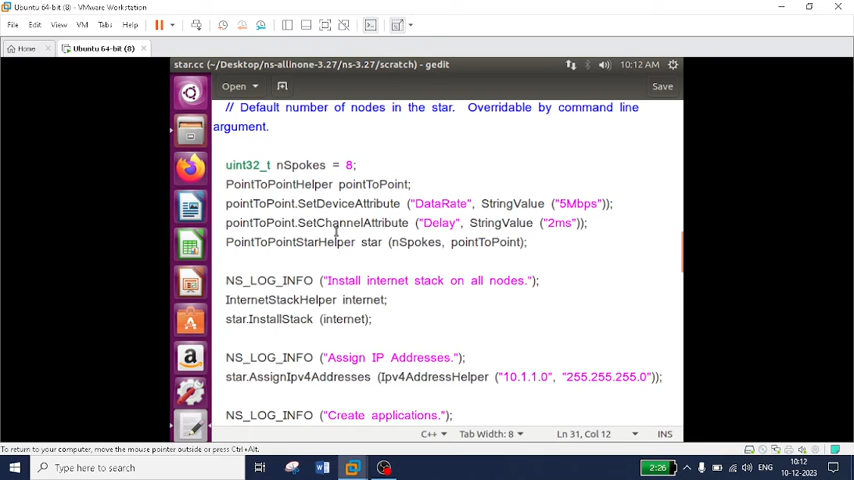 Ubuntu 64-bit (8) - VMware Workstation
File Edit View VM Tabs Help
Home Ubuntu 64-bit (8)
star.cc (~/Desktop/ns-allinone-3.27/ns-3.27/scratch) - gedit 10:12 AM
Open Save
// Default number of nodes in the star. Overridable by command line
argument.
uint32_t nSpokes = 8;
PointToPointHelper pointToPoint;
pointToPoint.SetDeviceAttribute ("DataRate", StringValue ("5Mbps"));
pointToPoint.SetChannelAttribute ("Delay", StringValue ("2ms"));
PointToPointStarHelper star (nSpokes, pointToPoint);
NS_LOG_INFO ("Install internet stack on all nodes.");
InternetStackHelper internet;
star.InstallStack (internet);
NS_LOG_INFO ("Assign IP Addresses.");
star.AssignIpv4Addresses (Ipv4AddressHelper ("10.1.1.0", "255.255.255.0"));
NS_LOG_INFO ("Create applications.");
C++ Tab Width: 8 Ln 31, Col 12 INS
To return to your computer, move the mouse pointer outside or press Ctrl+Alt.
Type here to search 2:26 ENG 10:12
10-12-2023